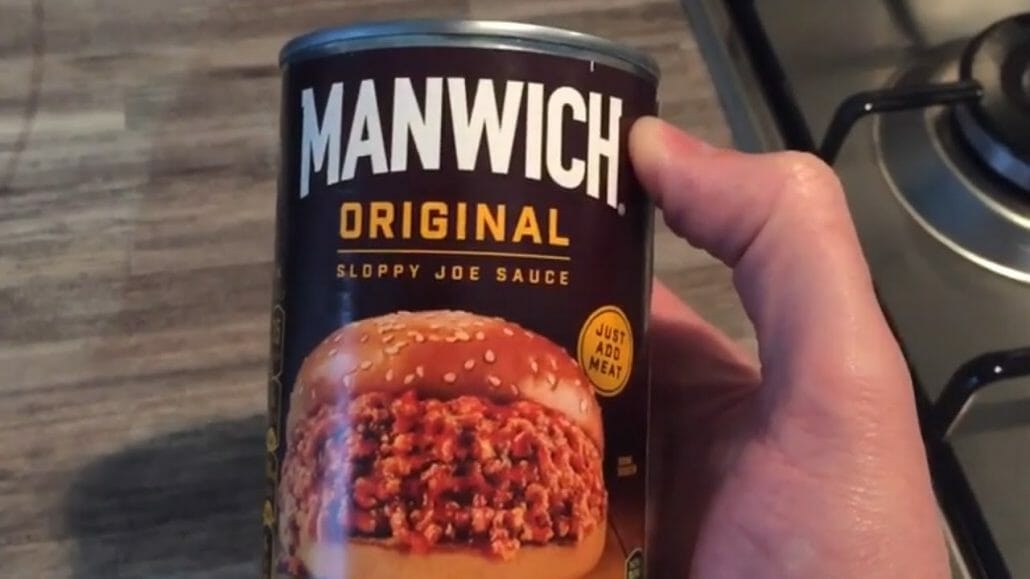 MANWICH
ORIGINAL
SLOPPY JOE SAUCE
JUST
ADD
MEAT